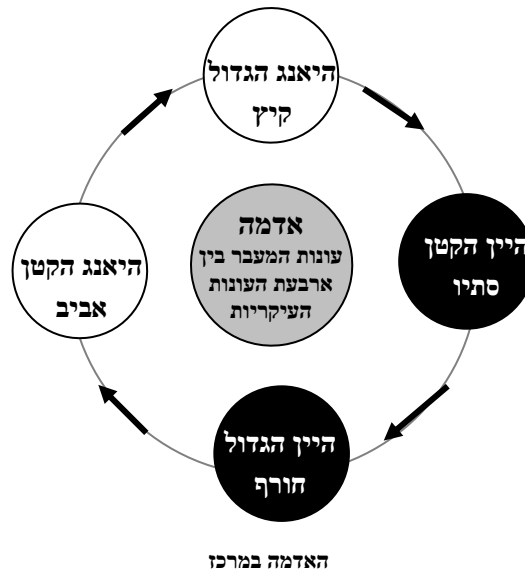 היאנג הגדול
קיץ
היין הקטן
סתיו
אדמה
עונות המעבר בין
ארבעת העונות
העיקריות
היאנג הקטן
אביב
היין הגדול
חורף
האדמה במרכז